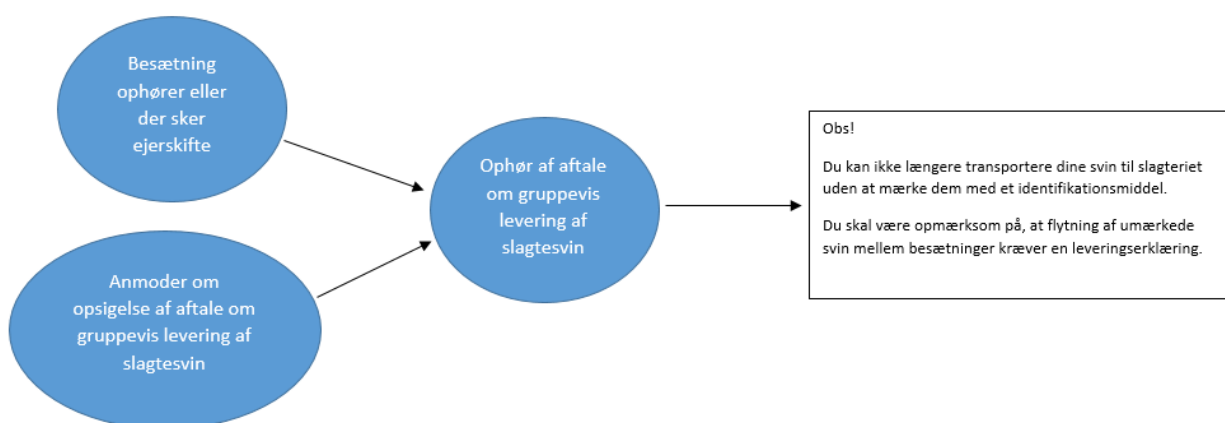 Besætning
ophører eller
der sker
ejerskifte
Anmoder om
opsigelse af aftale om
gruppevis levering af
slagtesvin
Ophør af aftale
om gruppevis
levering af
slagtesvin
Obs!
Du kan ikke længere transportere dine svin til slagteriet
uden at mærke dem med et identifikationsmiddel.
Du skal være opmærksom på, at flytning af umærkede
svin mellem besætninger kræver en leveringserklæring.